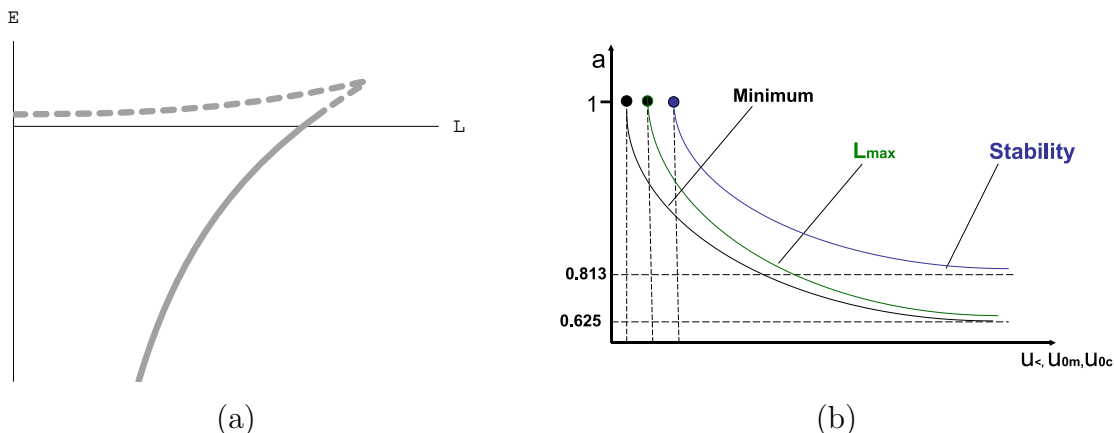 E
L
(a)
a
1
Minimum
Lmax
Stability
0.813
0.625
u<, u0m, u0c
(b)